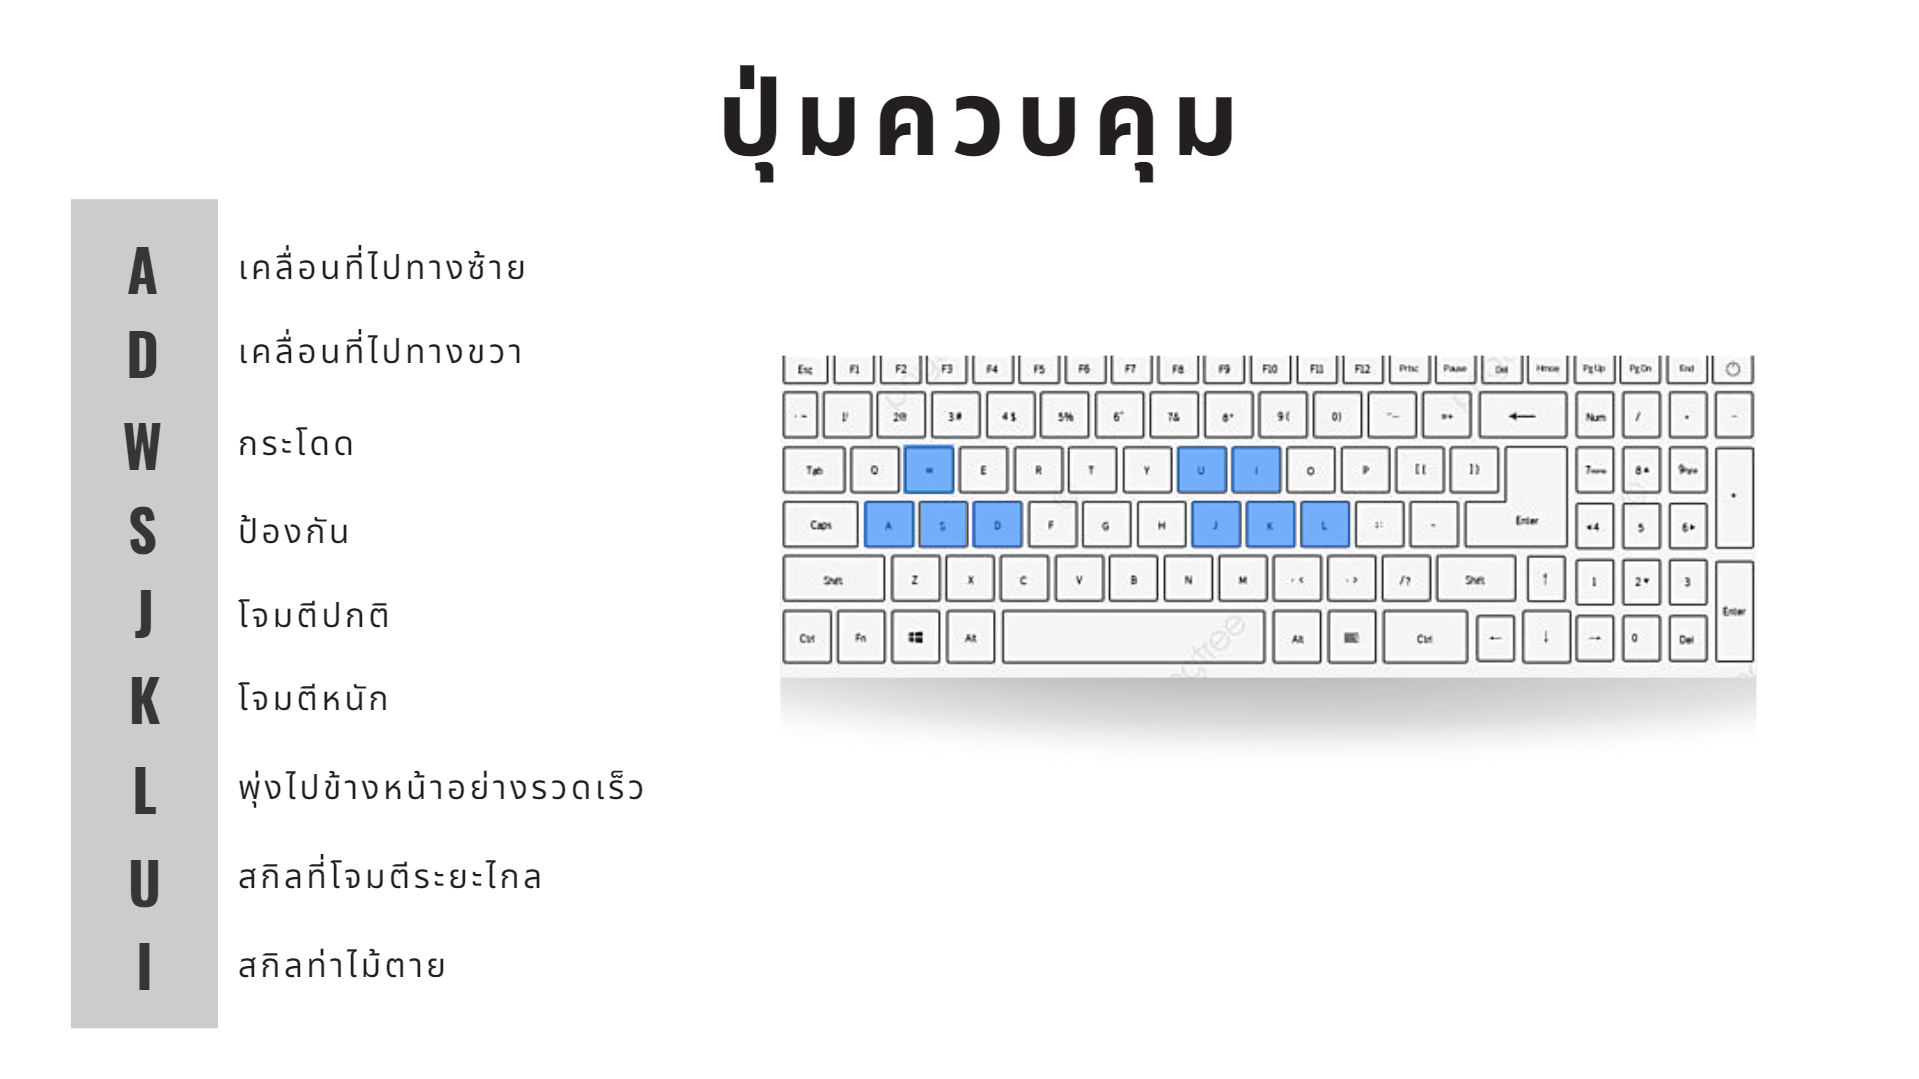 ปุ่มควบคุม
A เคลื่อนที่ไปทางซ้าย
D เคลื่อนที่ไปทางขวา
W กระโดด
S ป้องกัน
J โจมตีปกติ
K โจมตีหนัก
L พุ่งไปข้างหน้าอย่างรวดเร็ว
U สกิลที่โจมตีระยะไกล
I สกิลท่าไม้ตาย
Esc F1 F2 F3 F4 F5 F6 F7 F8 F9 F10 F11 F12 Prtsc Pause Del Hmoe PgUp PgDn End
1! 2@ 3# 4$ 5% 6^ 7& 8* 9( 0) =+ ← Num / -
Tab Q W E R T Y U I O P [{ ]} 7 8 9
Caps A S D F G H J K L Enter 4 5 6
Shift Z X C V B N M /? Shift ↑ 1 2 3 Enter
Ctrl Fn Alt Alt Ctrl ← ↓ → 0 Del